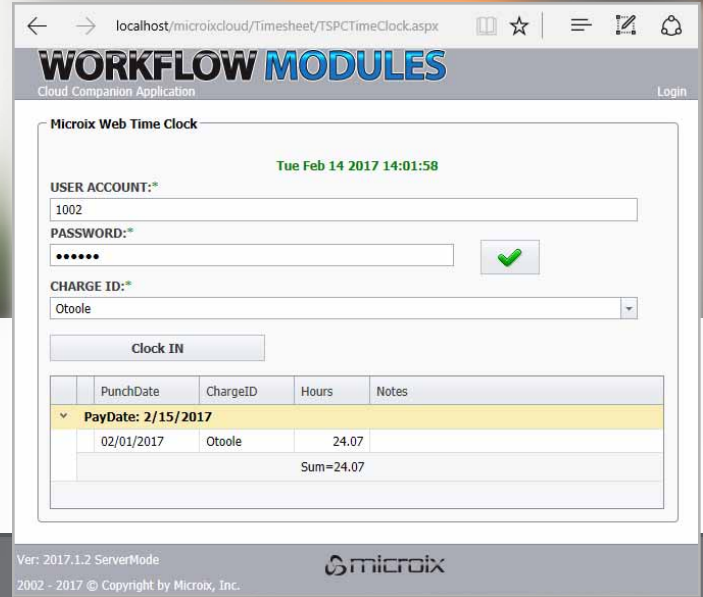 localhost/microixcloud/Timesheet/TSPCTimeClock.aspx
WORKFLOW MODULES
Cloud Companion Application
Login
Microix Web Time Clock
Tue Feb 14 2017 14:01:58
USER ACCOUNT:*
1002
PASSWORD:*
••••••
CHARGE ID:*
Otoole
Clock IN
PunchDate ChargeID Hours Notes
PayDate: 2/15/2017
02/01/2017 Otoole 24.07
Sum=24.07
Ver: 2017.1.2 ServerMode
microix
2002 - 2017 © Copyright by Microix, Inc.